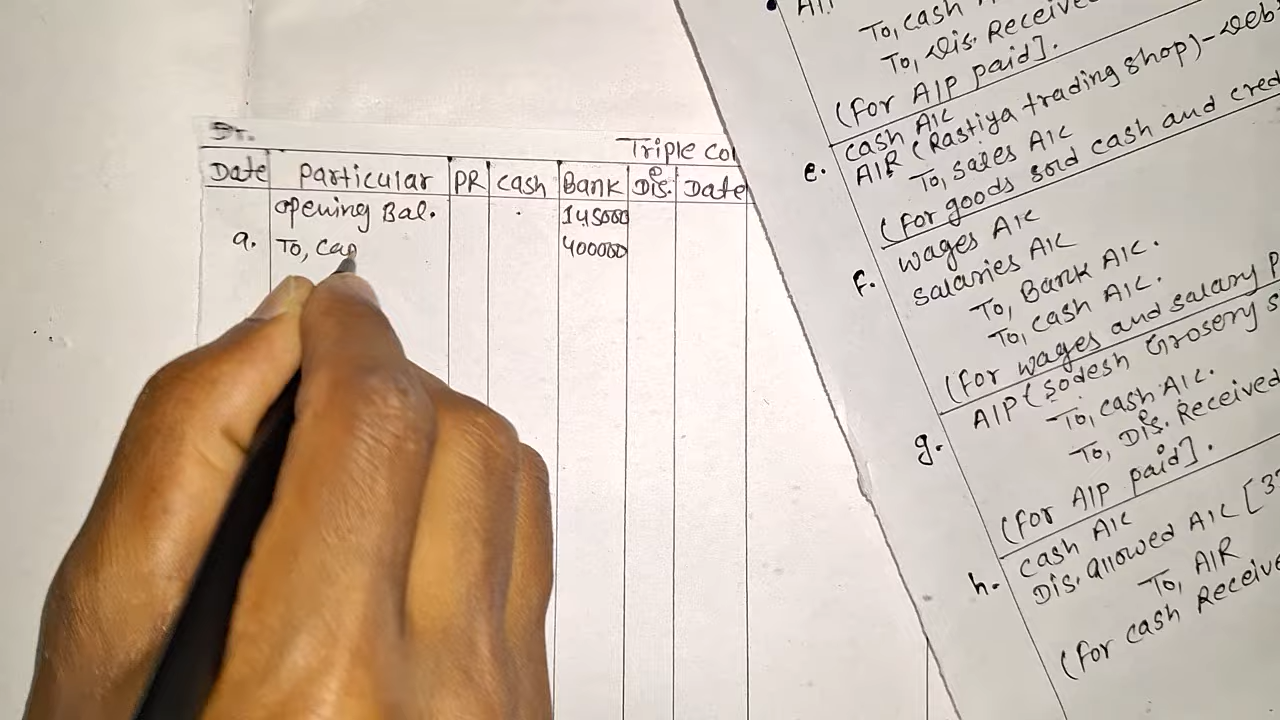 Dr.
Triple Col
Date Particular PR Cash Bank Dis. Date
Opening Bal. 145000
a. To, Cap 400000
To, Cash
To, Dis. Receive
(For A/P paid].
e. Cash A/C
A/R (Rastiya trading shop) - Deb
To, Sales A/C
(For goods sold cash and cred
f. Wages A/C
Salaries A/C
To, Bank A/C.
To, Cash A/C.
(For wages and salary p
g. A/P (Sodesh Grosery s
To, Cash A/C.
To, Dis. Received
(For A/P paid].
h. Cash A/C
Dis. allowed A/C [3
To, A/R
(For cash Receive